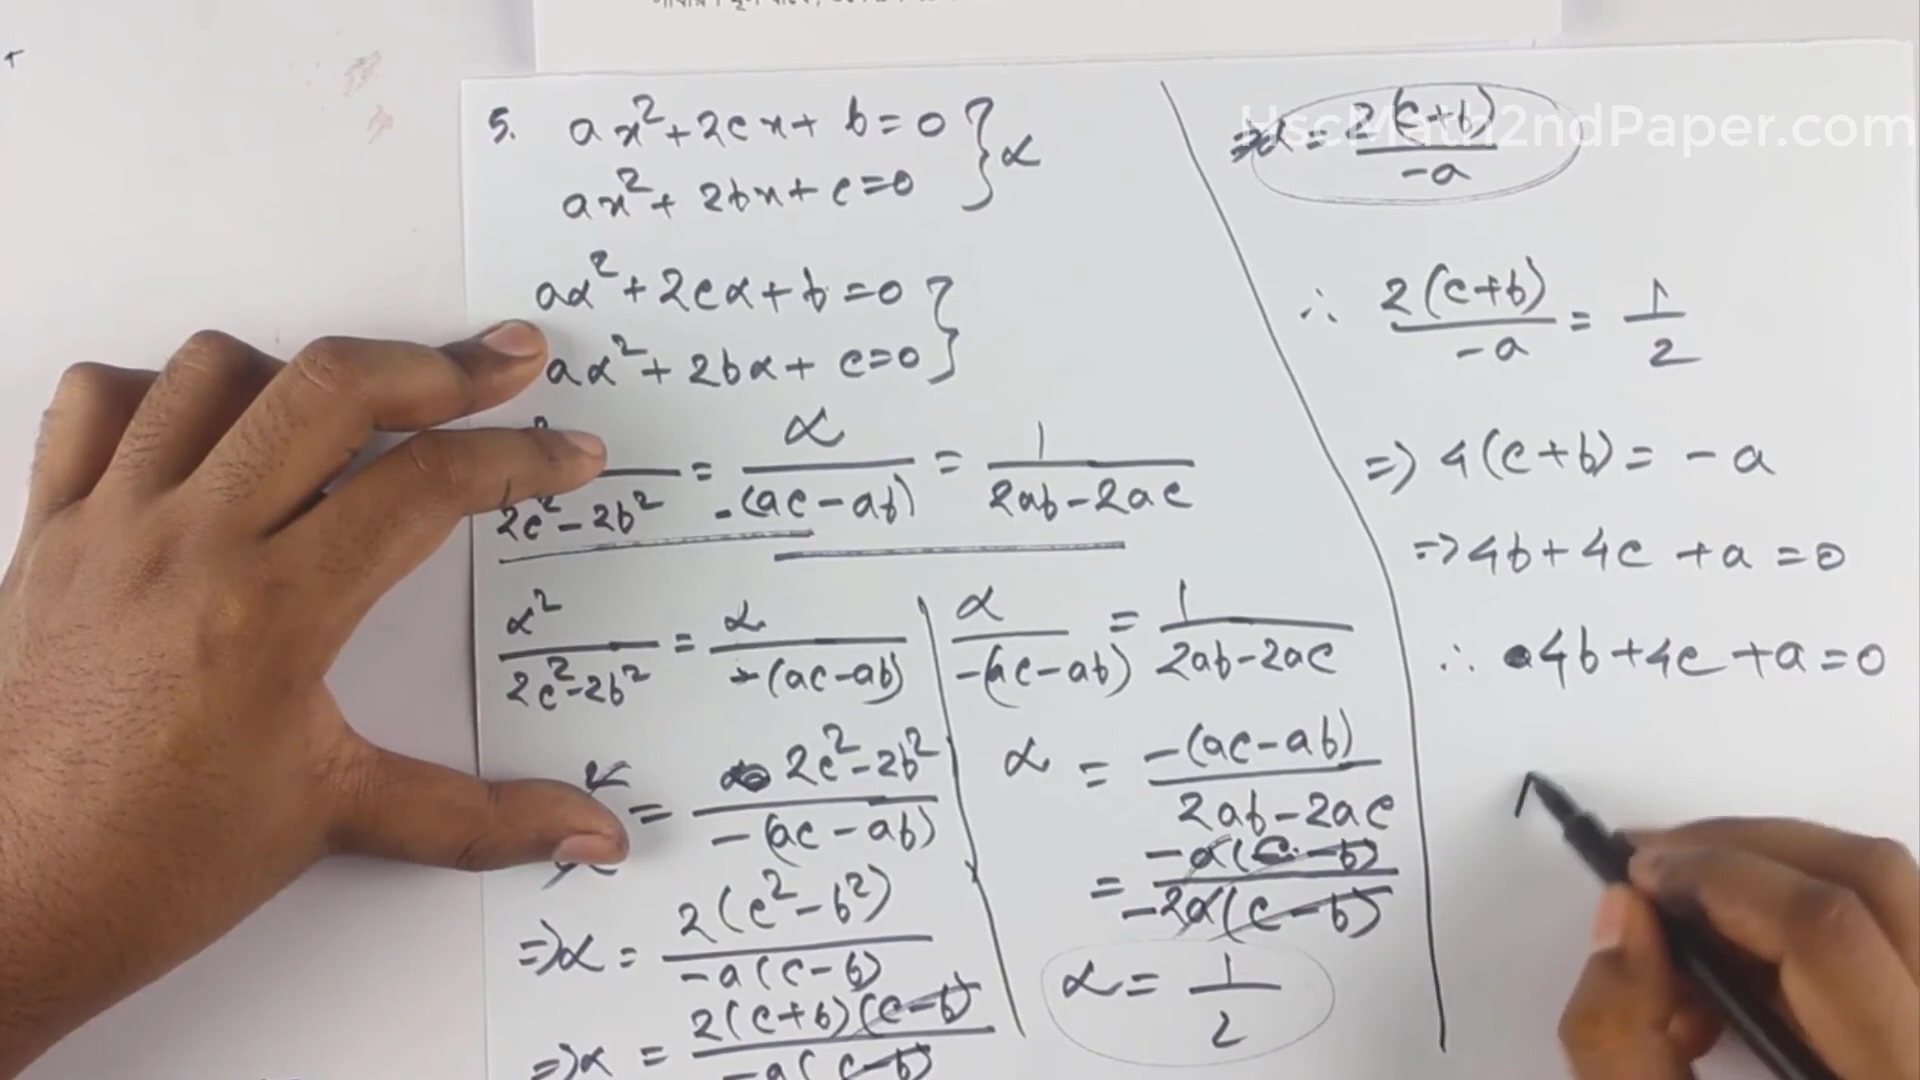 5. ax²+2cx+b=0 } α
ax²+2bx+c=0
aα²+2cα+b=0 }
aα²+2bα+c=0
/(2c²-2b²) = α/(-(ac-ab)) = 1/(2ab-2ac)
α²/(2c²-2b²) = α/(-(ac-ab))
= (2c²-2b²)/(-(ac-ab))
⇒α = 2(c²-b²)/(-a(c-b))
⇒α = 2(c+b)(c-b)/(-a(c-b))
α/(-(ac-ab)) = 1/(2ab-2ac)
α = -(ac-ab)/(2ab-2ac)
= -a(c-b)/(-2a(c-b))
α = 1/2
HscMath2ndPaper.com
⇒α = 2(c+b)/(-a)
∴ 2(c+b)/(-a) = 1/2
⇒ 4(c+b) = -a
⇒ 4b+4c+a=0
∴ 4b+4c+a=0